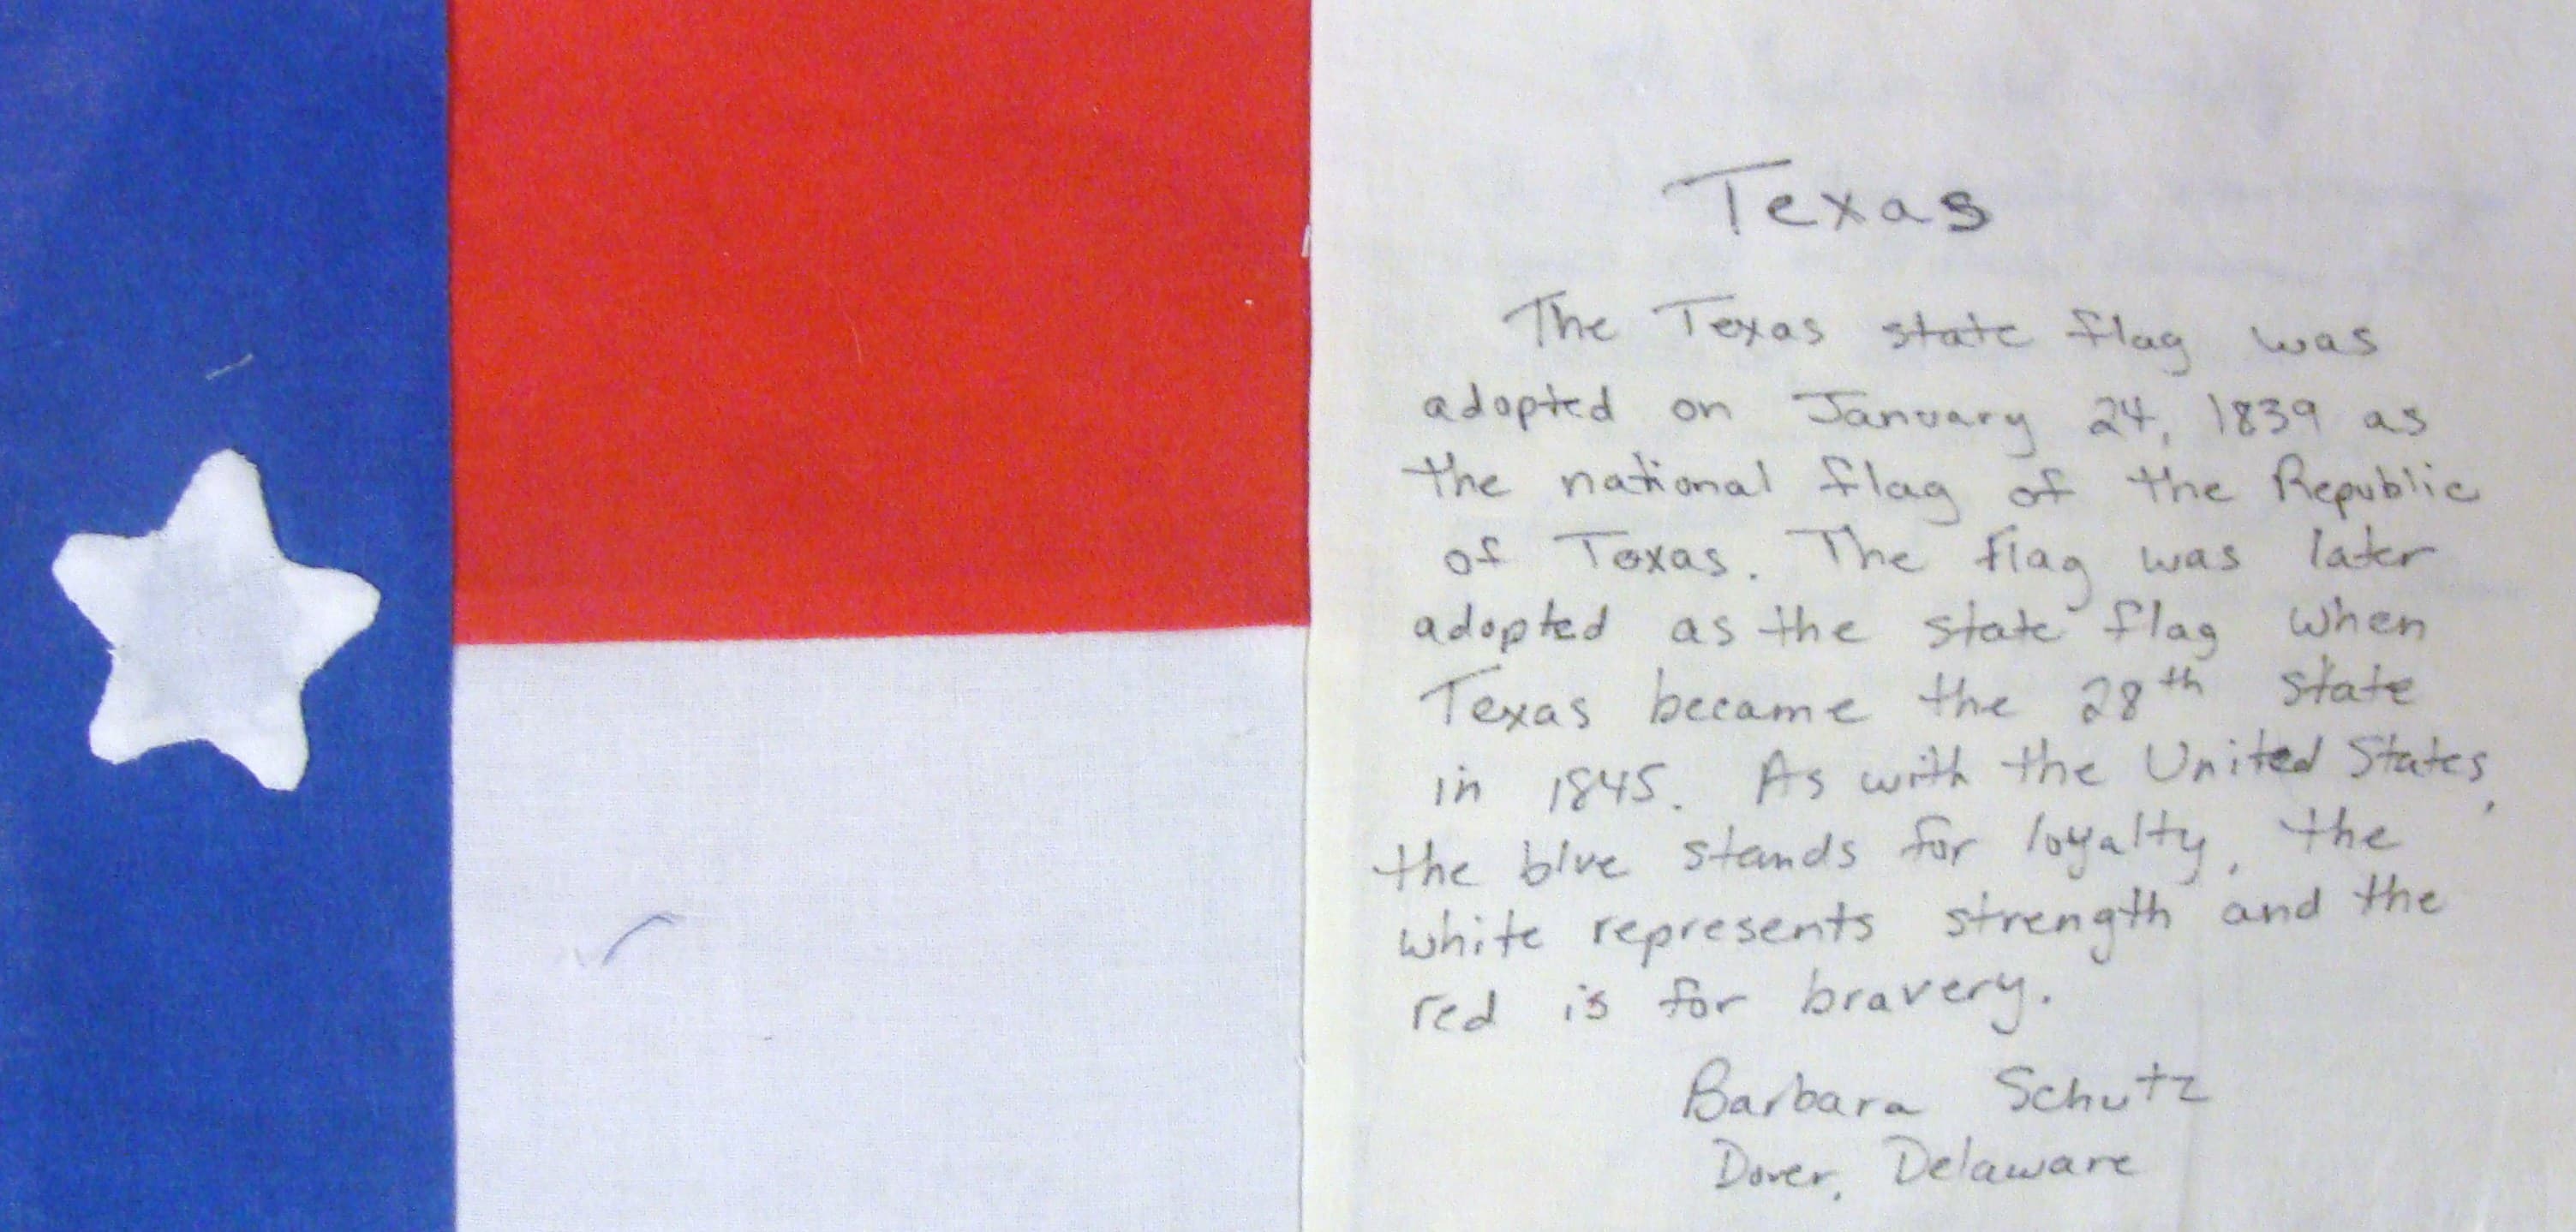 Texas
The Texas state flag was
adopted on January 24, 1839 as
the national flag of the Republic
of Texas. The flag was later
adopted as the state flag when
Texas became the 28th state
in 1845. As with the United States,
the blue stands for loyalty, the
white represents strength and the
red is for bravery.
Barbara Schutz
Dover, Delaware